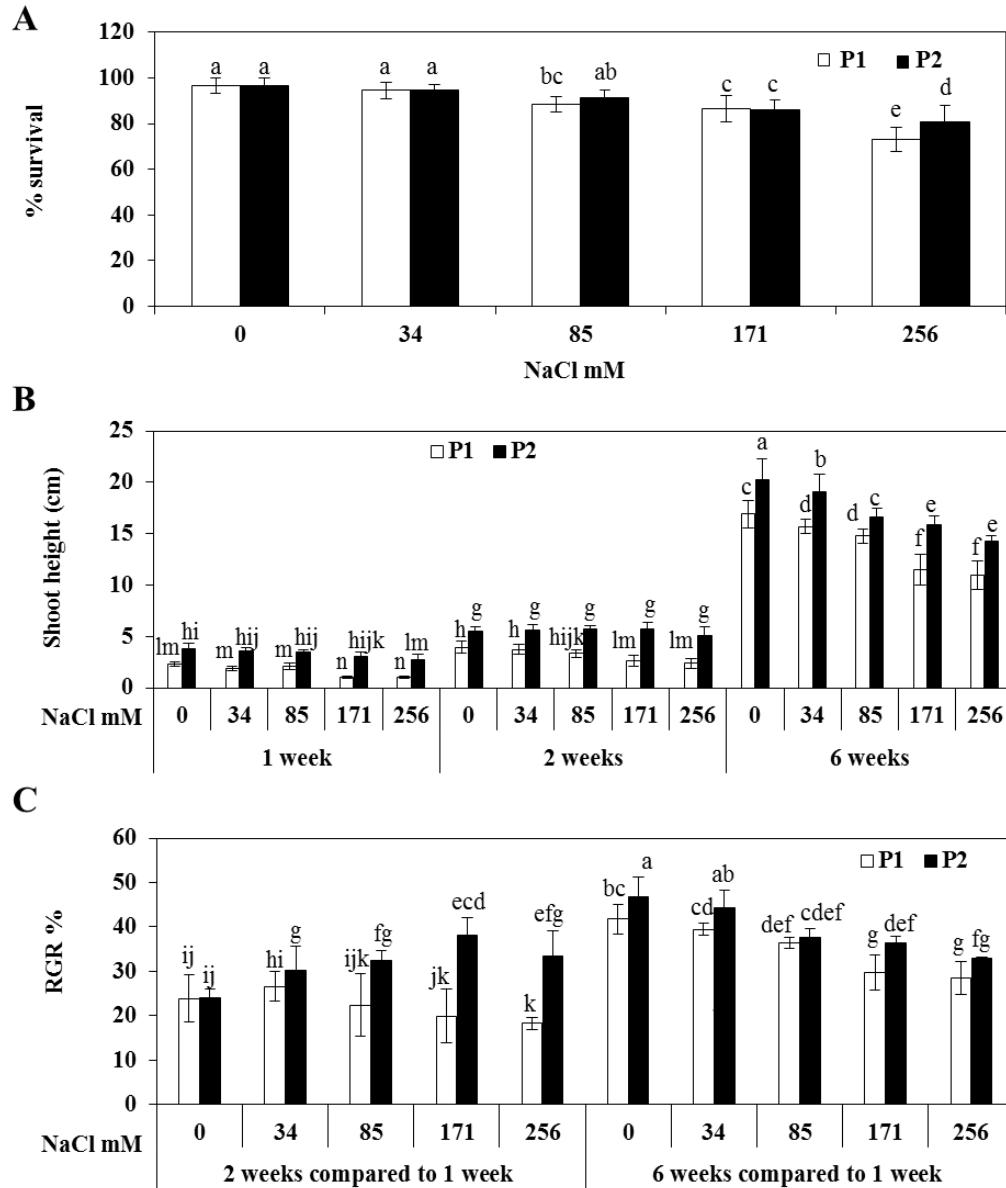 A
120
100
80
60
40
20
0
% survival
P1 P2
a a a a bc ab c c e d
0 34 85 171 256
NaCl mM
B
25
20
15
10
5
0
Shoot height (cm)
P1 P2
lm hi m hij m hij n hijk n lm h g h g hijk g lm g lm g c a d b d c f e f e
NaCl mM 0 34 85 171 256 0 34 85 171 256 0 34 85 171 256
1 week 2 weeks 6 weeks
C
60
50
40
30
20
10
0
RGR %
P1 P2
ij ij hi g ijk fg jk ecd k efg bc a cd ab def cdef g def g fg
NaCl mM 0 34 85 171 256 0 34 85 171 256
2 weeks compared to 1 week 6 weeks compared to 1 week